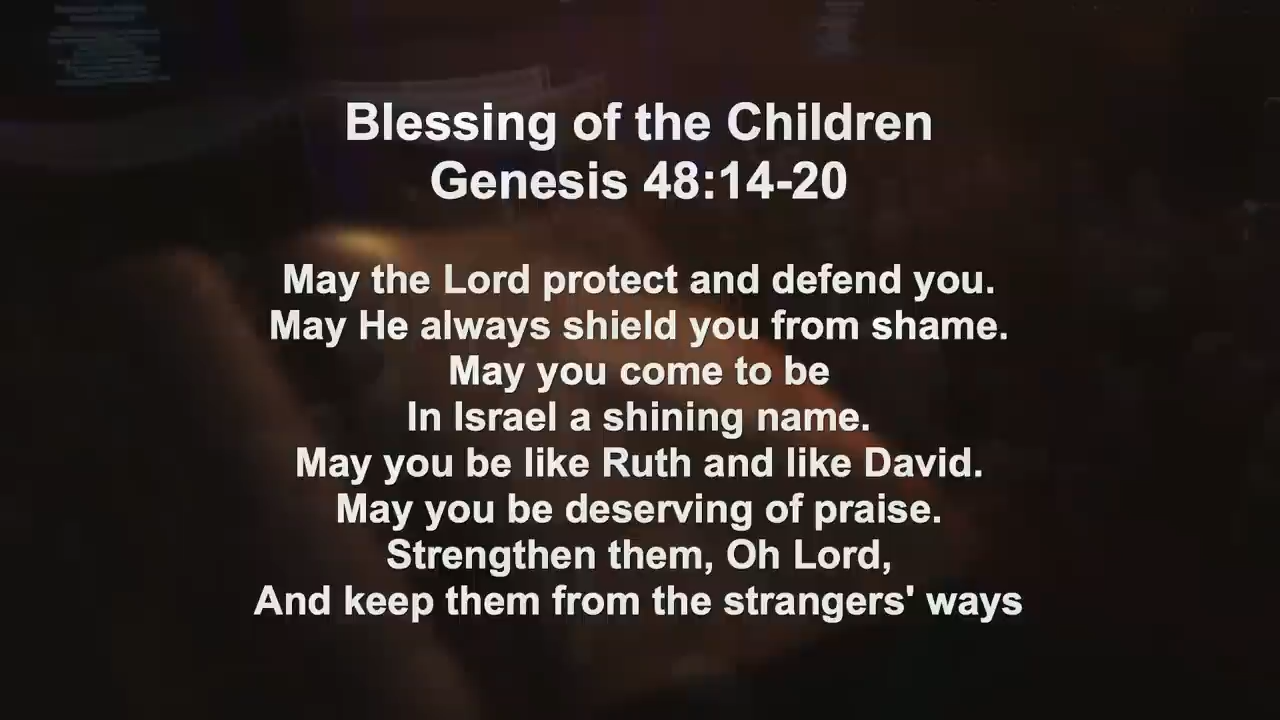 Blessing of the Children
Genesis 48:14-20
May the Lord protect and defend you.
May He always shield you from shame.
May you come to be
In Israel a shining name.
May you be like Ruth and like David.
May you be deserving of praise.
Strengthen them, Oh Lord,
And keep them from the strangers' ways